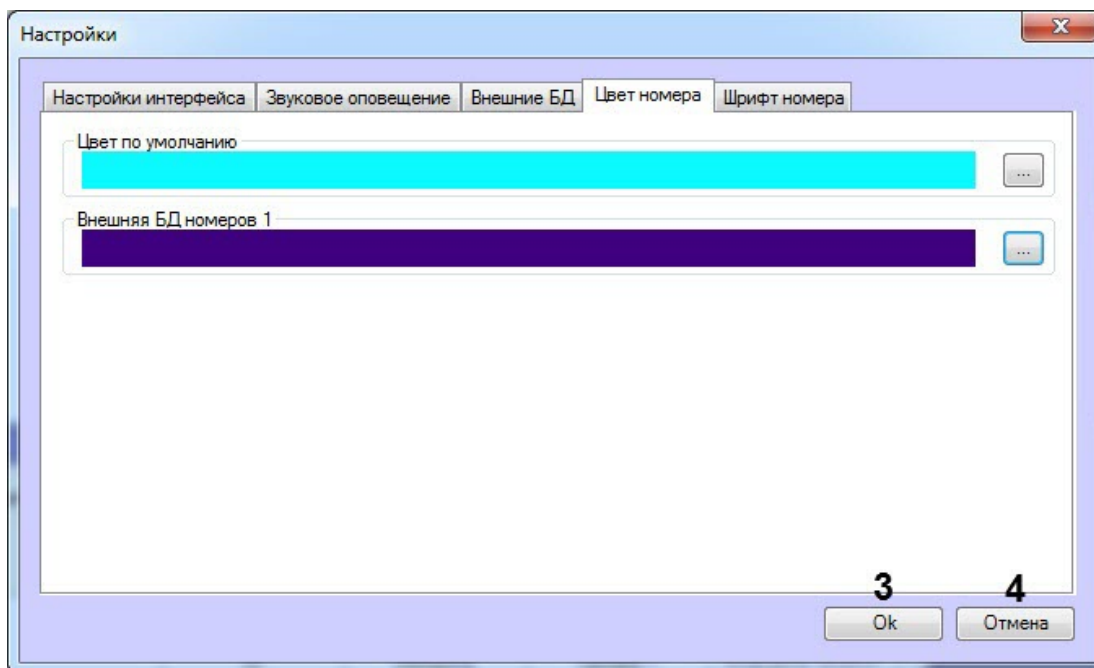 Настройки
Настройки интерфейса Звуковое оповещение Внешние БД Цвет номера Шрифт номера
Цвет по умолчанию
...
Внешняя БД номеров 1
...
3 4
Ok Отмена